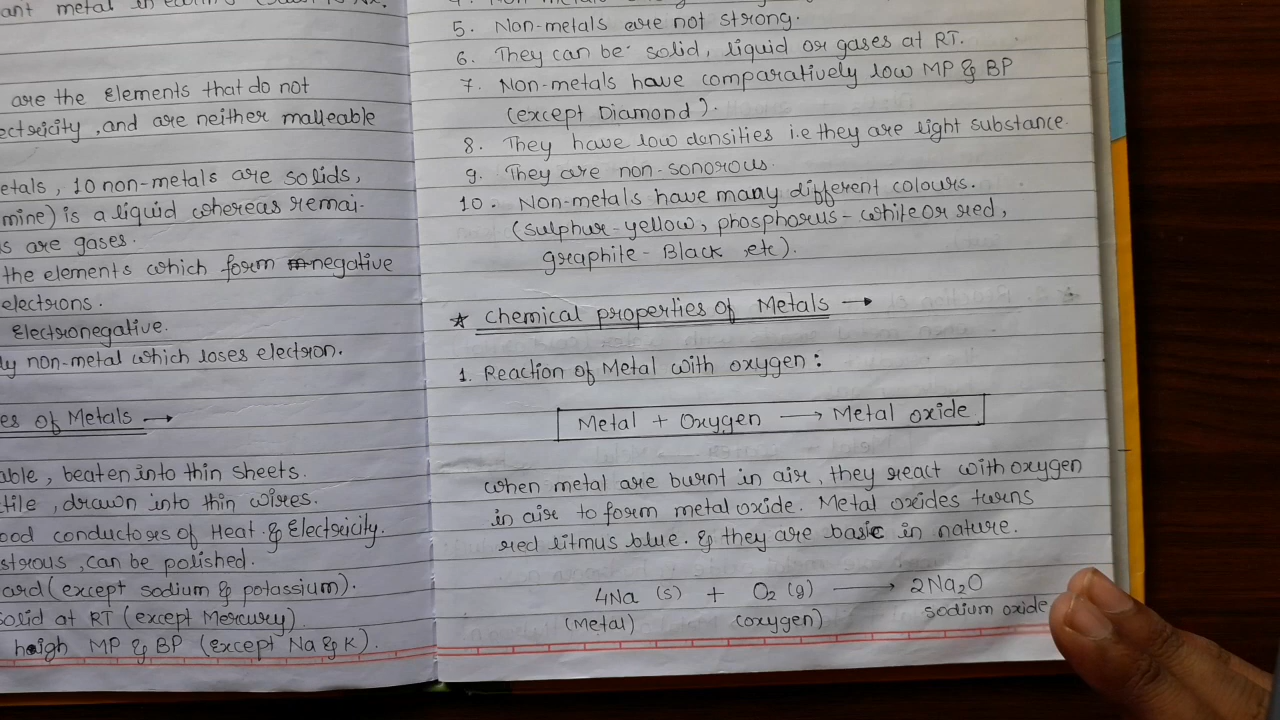 ant metal in
are the Elements that do not
ectricity, and are neither malleable
etals, 10 non-metals are solids,
mine) is a liquid whereas remai-
s are gases.
the elements which form negative
electrons.
Electronegative.
ly non-metal which loses electron.
es of Metals →
able, beaten into thin sheets.
tile, drawn into thin wires.
ood conductors of Heat & Electricity.
strous, can be polished.
ard (except sodium & potassium).
solid at RT (except Mercury).
high MP & BP (except Na & K).
5. Non-metals are not strong.
6. They can be solid, liquid or gases at RT.
7. Non-metals have comparatively low MP & BP
(except Diamond).
8. They have low densities i.e they are light substance.
9. They are non-sonorous.
10. Non-metals have many different colours.
(sulphur-yellow, phosphorus-white or red,
graphite-Black etc).
* Chemical properties of Metals →
1. Reaction of Metal with oxygen:
Metal + Oxygen → Metal oxide
when metal are burnt in air, they react with oxygen
in air to form metal oxide. Metal oxides turns
red litmus blue. & they are basic in nature.
4Na (s) + O₂ (g) → 2Na₂O
(Metal) (oxygen) sodium oxide